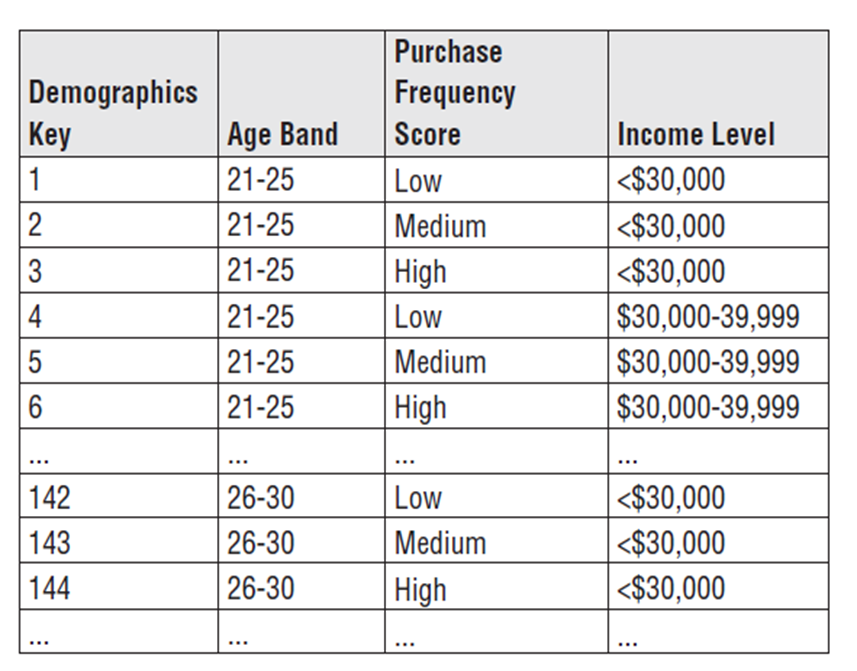 Demographics Key Age Band Purchase Frequency Score Income Level
1 21-25 Low <$30,000
2 21-25 Medium <$30,000
3 21-25 High <$30,000
4 21-25 Low $30,000-39,999
5 21-25 Medium $30,000-39,999
6 21-25 High $30,000-39,999
... ... ... ...
142 26-30 Low <$30,000
143 26-30 Medium <$30,000
144 26-30 High <$30,000
... ... ... ...